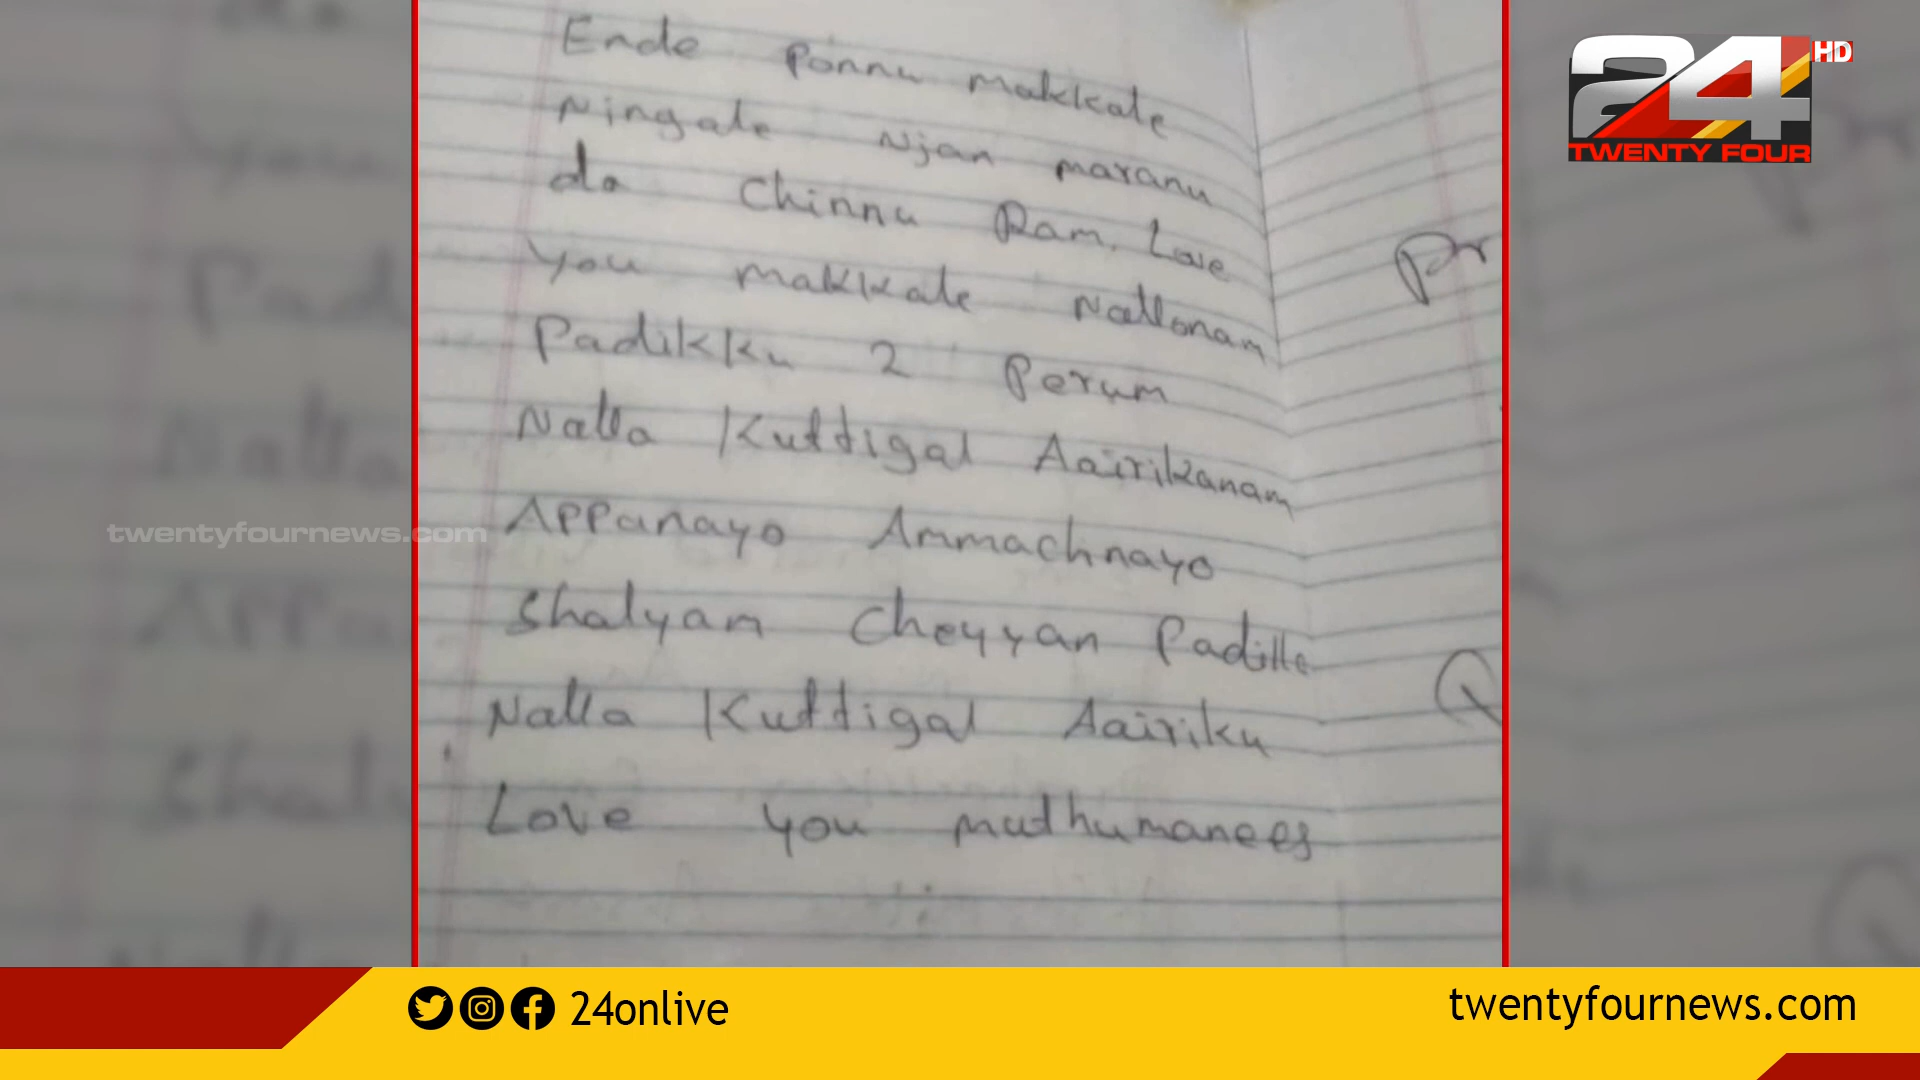 Ende Ponnu Makkale
Ningale Njan maranu
da Chinnu Ram. Love
You makkale Nallonam
Padikku 2 Perum
Nalla Kuttigal Aairikanam
Appanayo Ammachnayo
Shalyam Cheyyan Padille
Nalla Kuttigal Aairiku
Love you muthumanees
Pr
Q
24 HD
TWENTY FOUR
twentyfournews.com
24onlive
twentyfournews.com